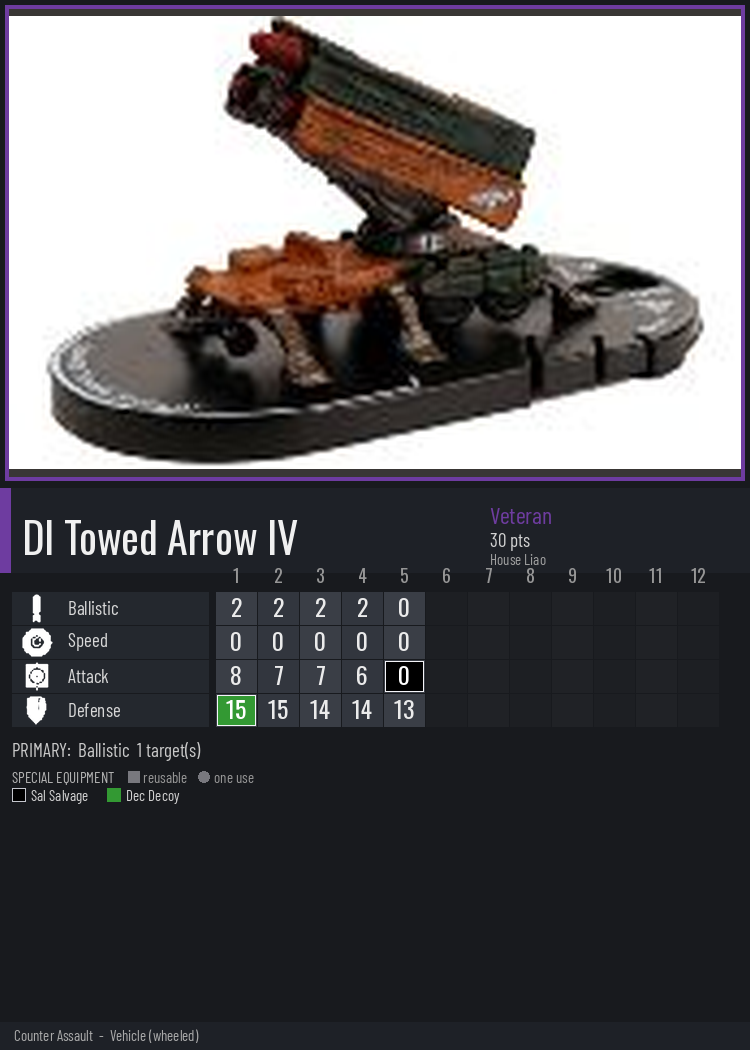 DI Towed Arrow IV
Veteran
30 pts
House Liao
1 2 3 4 5 6 7 8 9 10 11 12
Ballistic 2 2 2 2 0
Speed 0 0 0 0 0
Attack 8 7 7 6 0
Defense 15 15 14 14 13
PRIMARY: Ballistic 1 target(s)
SPECIAL EQUIPMENT reusable one use
Sal Salvage Dec Decoy
Counter Assault - Vehicle (wheeled)